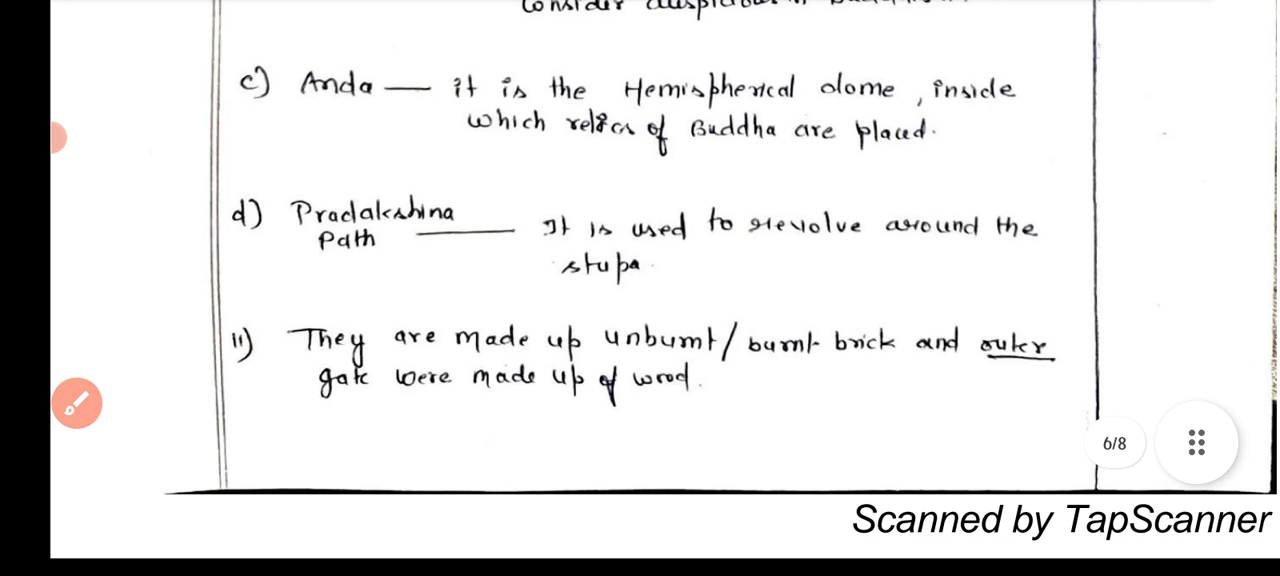 c) Anda — it is the Hemispherical dome, inside
which relics of Buddha are placed.
d) Pradakshina
Path — It is used to revolve around the
stupa.
ii) They are made up unburnt/burnt brick and outer
gate were made up of wood.
6/8
Scanned by TapScanner